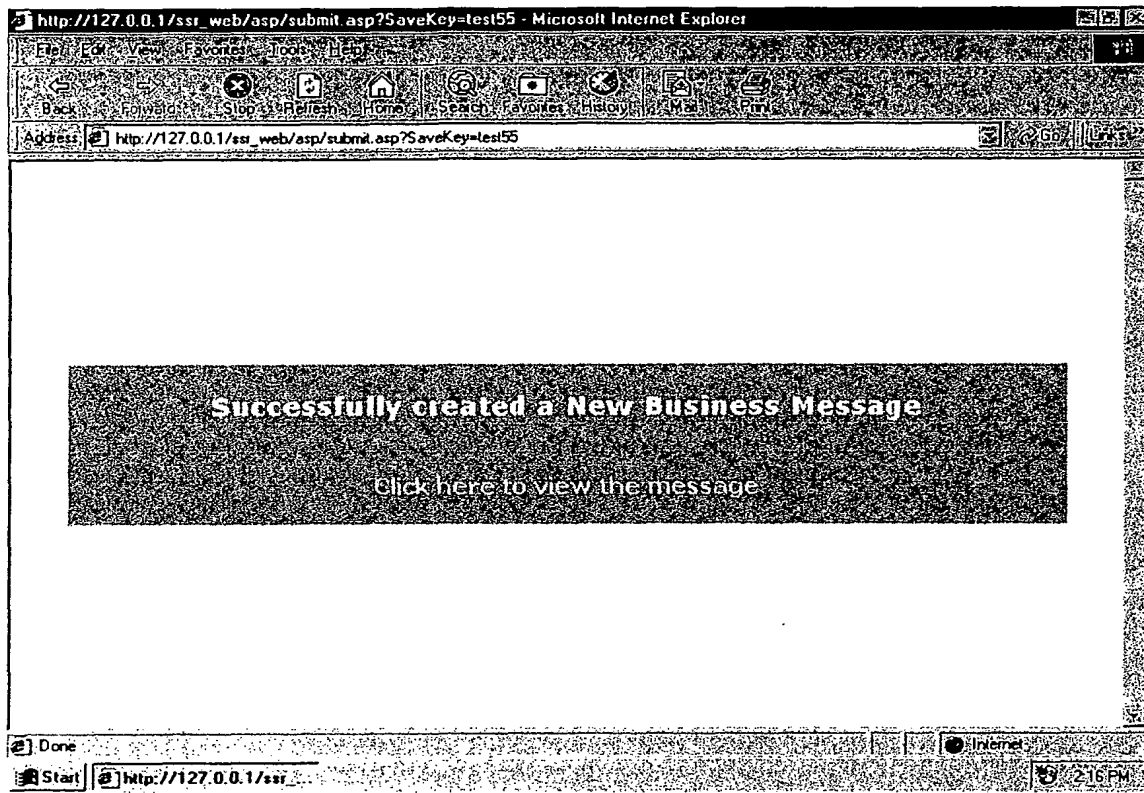 http://127.0.0.1/ssr_web/asp/submit.asp?SaveKey=test55 - Microsoft Internet Explorer
File Edit View Favorites Tools Help
Back Forward Stop Refresh Home Search Favorites History Mail Print
Address http://127.0.0.1/ssr_web/asp/submit.asp?SaveKey=test55 Go Links
Successfully created a New Business Message
Click here to view the message
Done Internet
Start http://127.0.0.1/ssr_... 2:16 PM